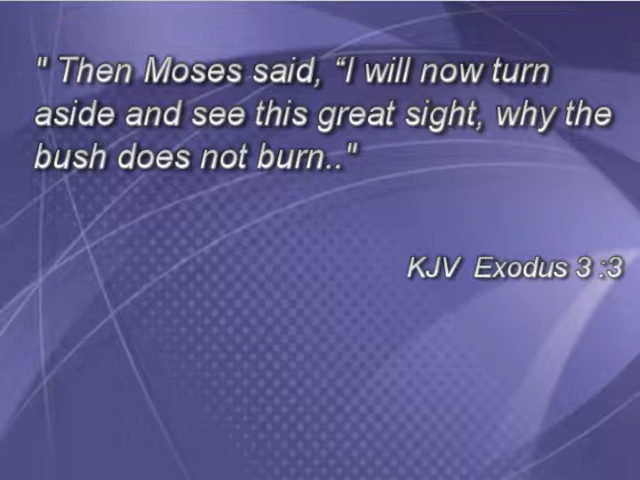 " Then Moses said, “I will now turn
aside and see this great sight, why the
bush does not burn.."
KJV Exodus 3 :3